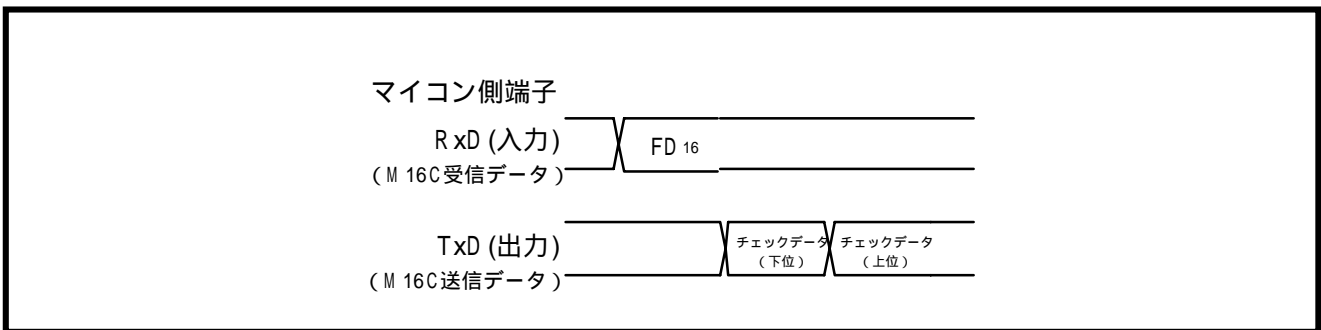 マイコン側端子
RxD (入力)
FD 16
(M16C受信データ)
TxD (出力)
チェックデータ チェックデータ
(下位) (上位)
(M16C送信データ)